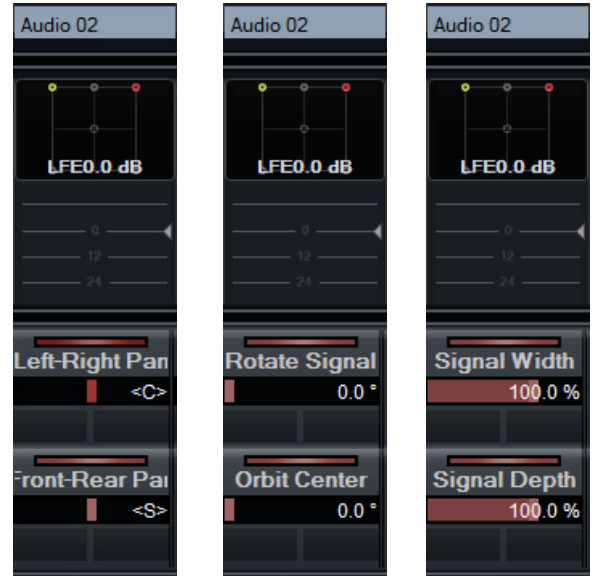 Audio 02
LFE0.0 dB
0
12
24
Left-Right Pan
<C>
Front-Rear Pan
<S>
Audio 02
LFE0.0 dB
0
12
24
Rotate Signal
0.0 °
Orbit Center
0.0 °
Audio 02
LFE0.0 dB
0
12
24
Signal Width
100.0 %
Signal Depth
100.0 %